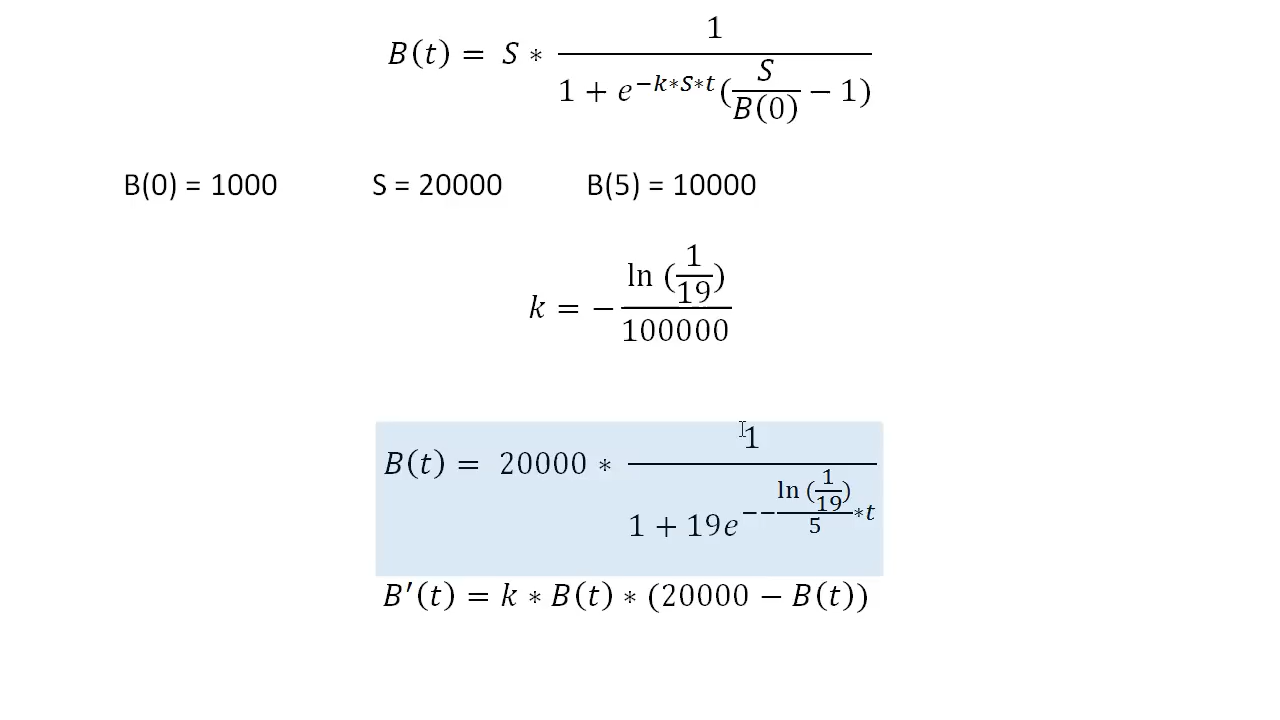 B(t) = S * 1 / (1 + e^(−k*S*t) (S/B(0) − 1))
B(0) = 1000 S = 20000 B(5) = 10000
k = − ln (1/19) / 100000
B(t) = 20000 * 1 / (1 + 19e^(−− ln (1/19) / 5 *t))
B′(t) = k * B(t) * (20000 − B(t))